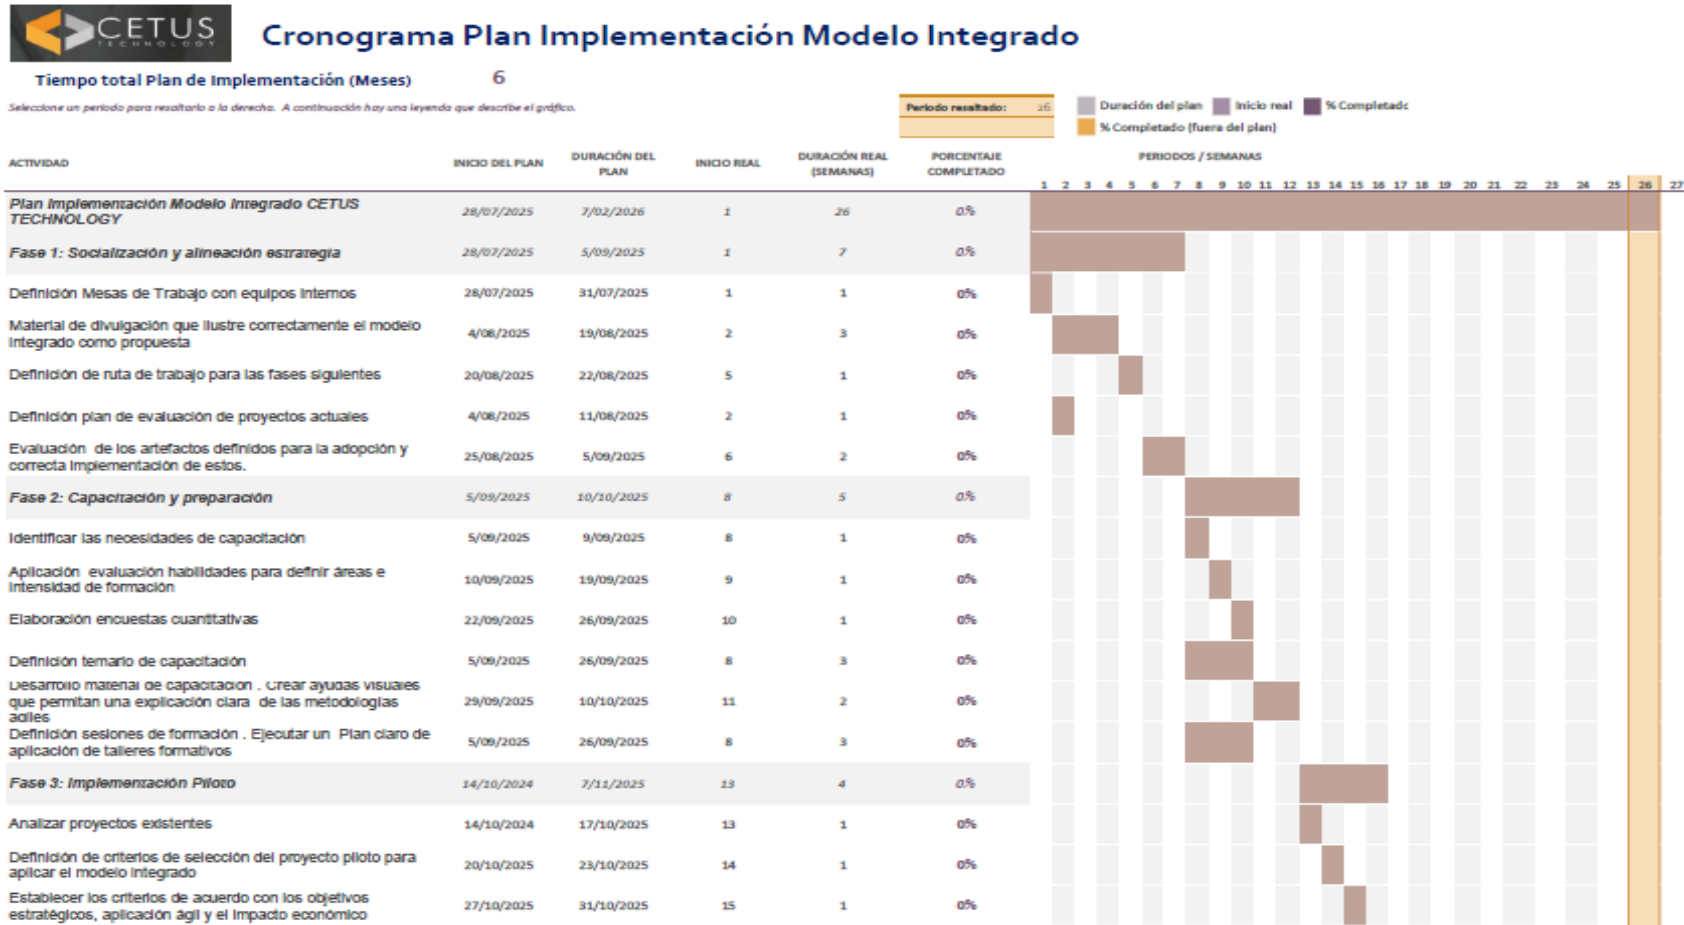 CETUS
TECHNOLOGY
Cronograma Plan Implementación Modelo Integrado
Tiempo total Plan de Implementación (Meses) 6
Seleccione un periodo para resaltarlo a la derecha. A continuación hay una leyenda que describe el gráfico.
Periodo resaltado: 26
Duración del plan Inicio real % Completado
% Completado (fuera del plan)
ACTIVIDAD INICIO DEL PLAN DURACIÓN DEL PLAN INICIO REAL DURACIÓN REAL (SEMANAS) PORCENTAJE COMPLETADO PERIODOS / SEMANAS
1 2 3 4 5 6 7 8 9 10 11 12 13 14 15 16 17 18 19 20 21 22 23 24 25 26 27
Plan Implementación Modelo Integrado CETUS
TECHNOLOGY 28/07/2025 7/02/2026 1 26 0%
Fase 1: Socialización y alineación estrategia 28/07/2025 5/09/2025 1 7 0%
Definición Mesas de Trabajo con equipos internos 28/07/2025 31/07/2025 1 1 0%
Material de divulgación que ilustre correctamente el modelo
integrado como propuesta 4/08/2025 19/08/2025 2 3 0%
Definición de ruta de trabajo para las fases siguientes 20/08/2025 22/08/2025 5 1 0%
Definición plan de evaluación de proyectos actuales 4/08/2025 11/08/2025 2 1 0%
Evaluación de los artefactos definidos para la adopción y
correcta implementación de estos. 25/08/2025 5/09/2025 6 2 0%
Fase 2: Capacitación y preparación 5/09/2025 10/10/2025 8 5 0%
Identificar las necesidades de capacitación 5/09/2025 9/09/2025 8 1 0%
Aplicación evaluación habilidades para definir áreas e
intensidad de formación 10/09/2025 19/09/2025 9 1 0%
Elaboración encuestas cuantitativas 22/09/2025 26/09/2025 10 1 0%
Definición temario de capacitación 5/09/2025 26/09/2025 8 3 0%
Desarrollo material de capacitación . Crear ayudas visuales
que permitan una explicación clara de las metodologías
agiles 29/09/2025 10/10/2025 11 2 0%
Definición sesiones de formación . Ejecutar un Plan claro de
aplicación de talleres formativos 5/09/2025 26/09/2025 8 3 0%
Fase 3: Implementación Piloto 14/10/2024 7/11/2025 13 4 0%
Analizar proyectos existentes 14/10/2024 17/10/2025 13 1 0%
Definición de criterios de selección del proyecto piloto para
aplicar el modelo integrado 20/10/2025 23/10/2025 14 1 0%
Establecer los criterios de acuerdo con los objetivos
estratégicos, aplicación ágil y el impacto económico 27/10/2025 31/10/2025 15 1 0%